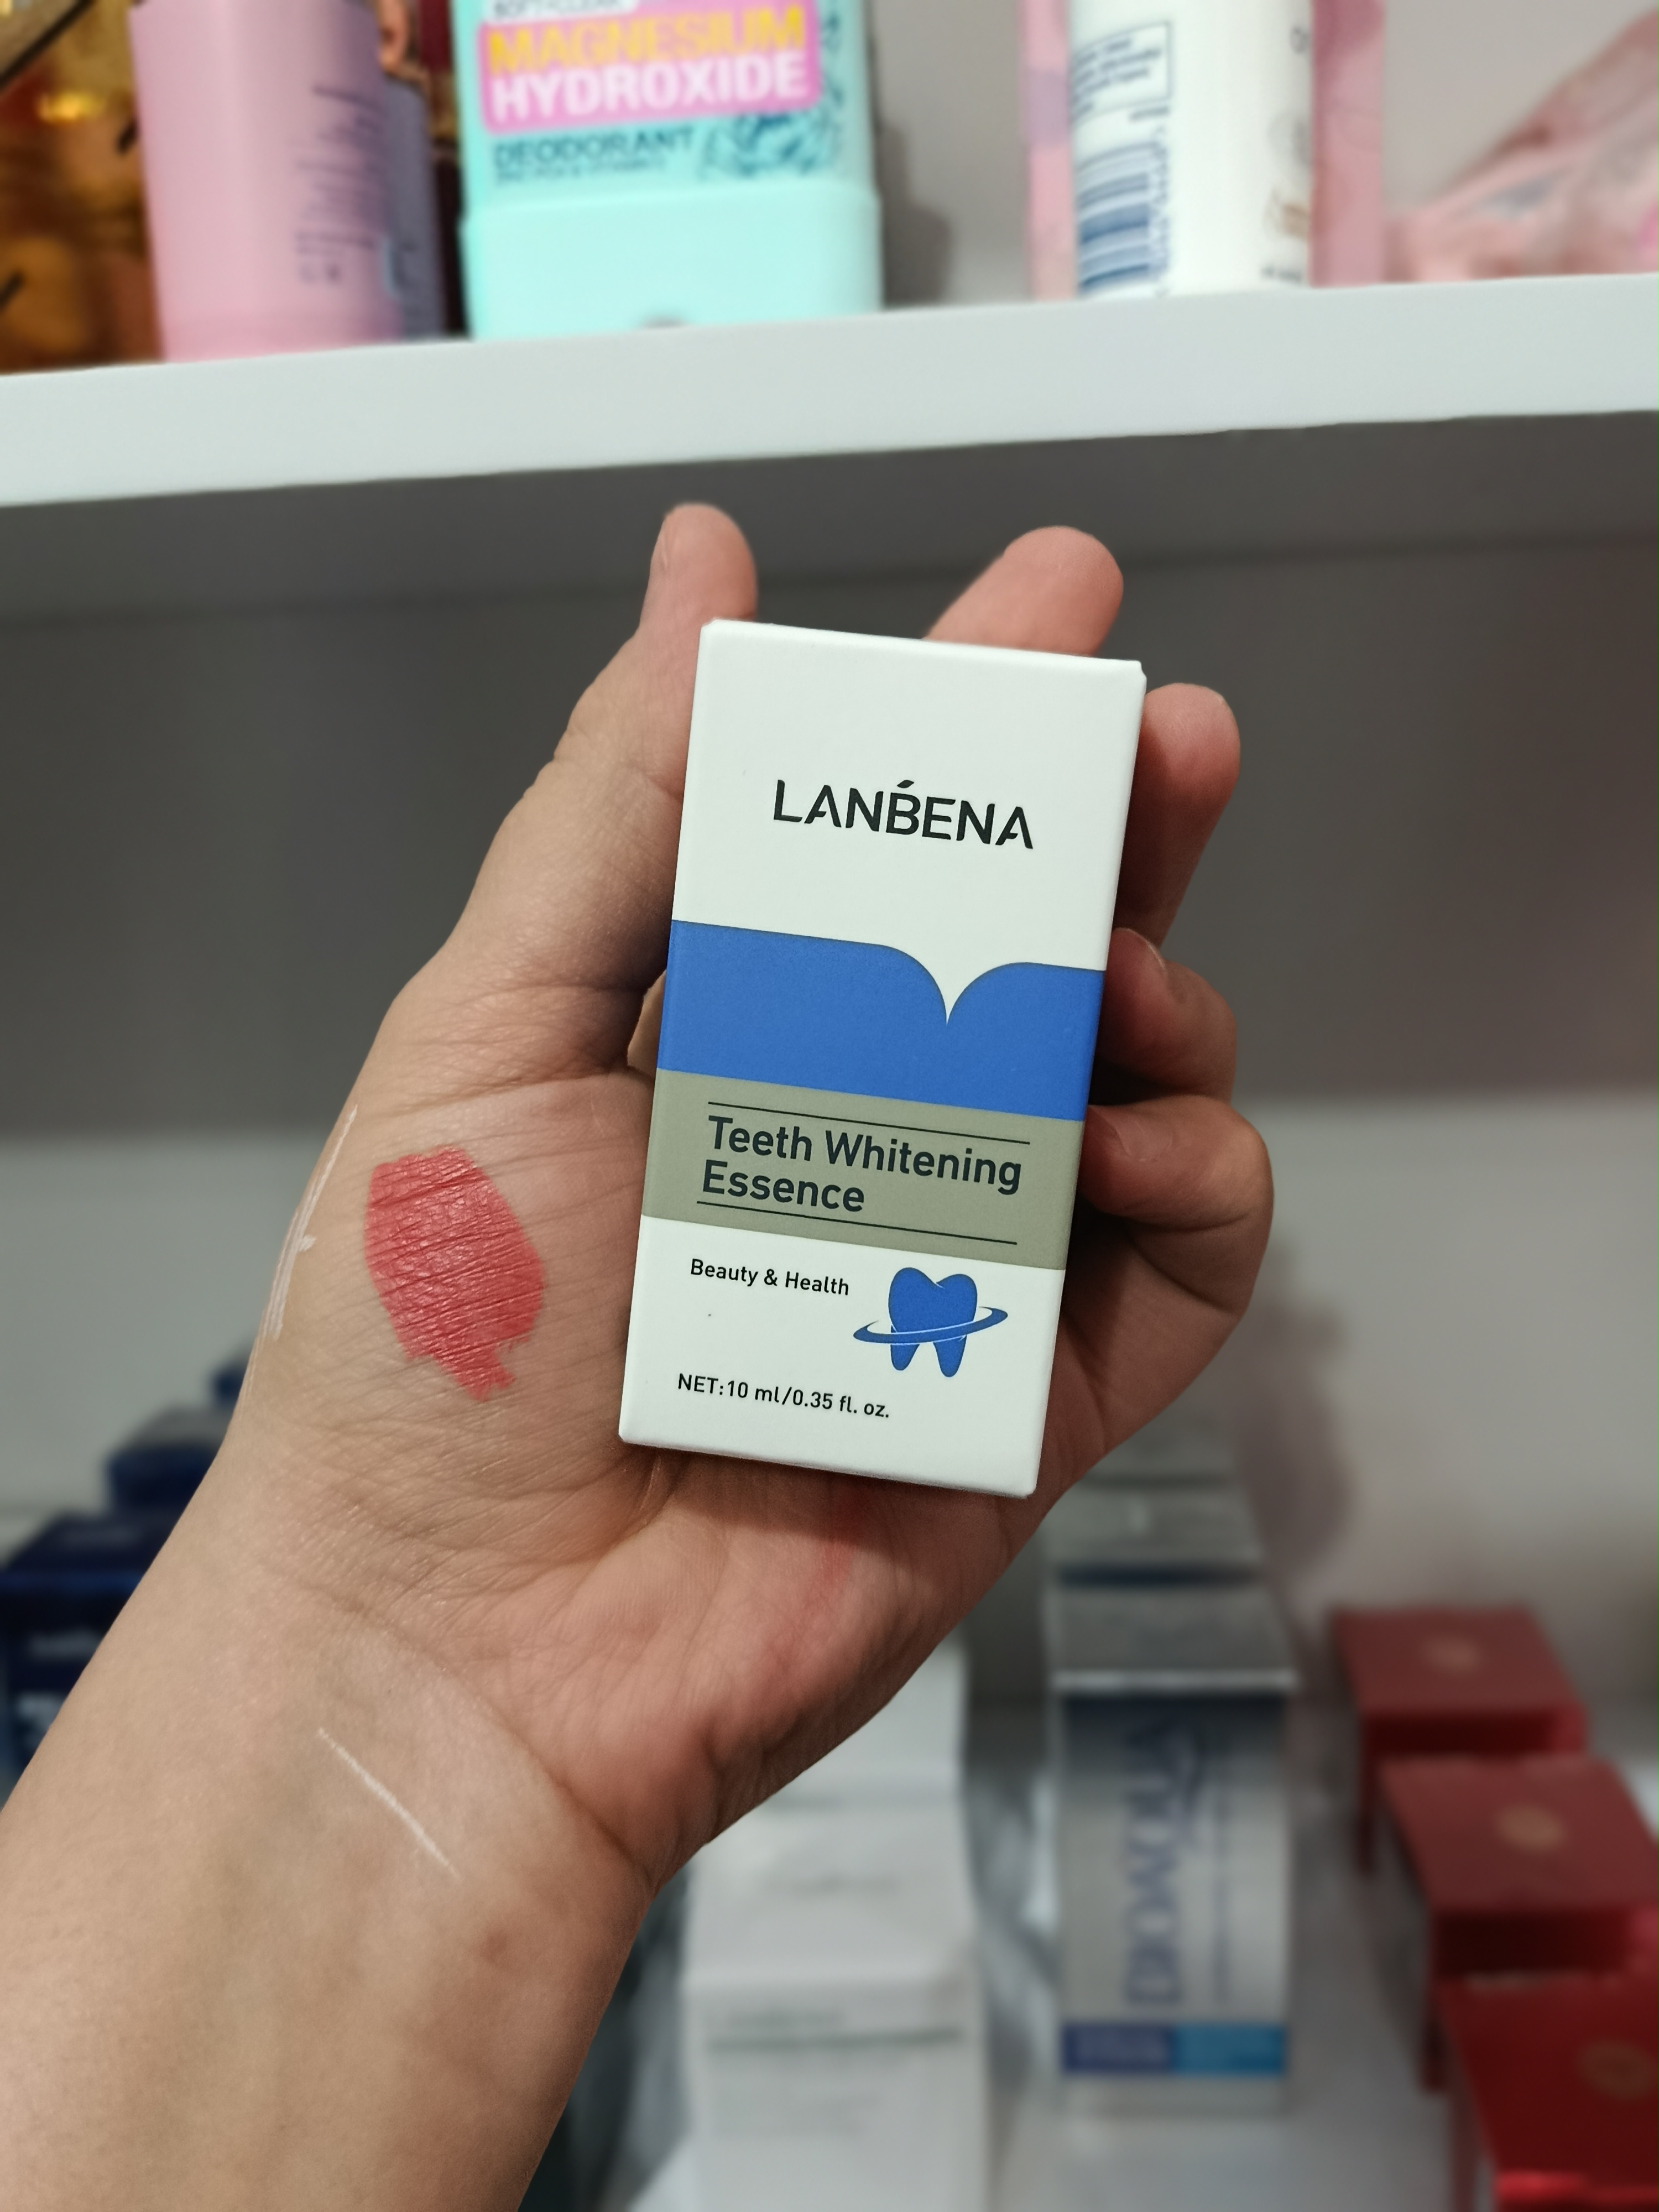 MAGNESIUM
HYDROXIDE
DEODORANT
LANBENA
Teeth Whitening
Essence
Beauty & Health
NET:10 ml/0.35 fl. oz.